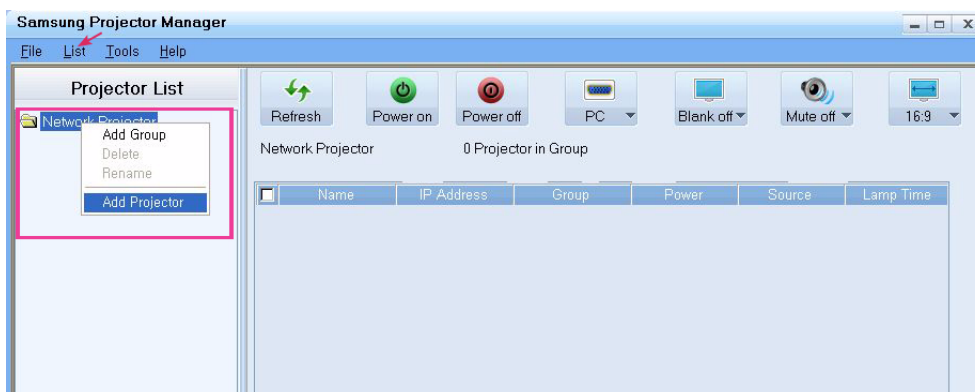 Samsung Projector Manager
File List Tools Help
Projector List
Network Projector
Add Group
Delete
Rename
Add Projector
Refresh Power on Power off PC Blank off Mute off 16:9
Network Projector 0 Projector in Group
Name IP Address Group Power Source Lamp Time